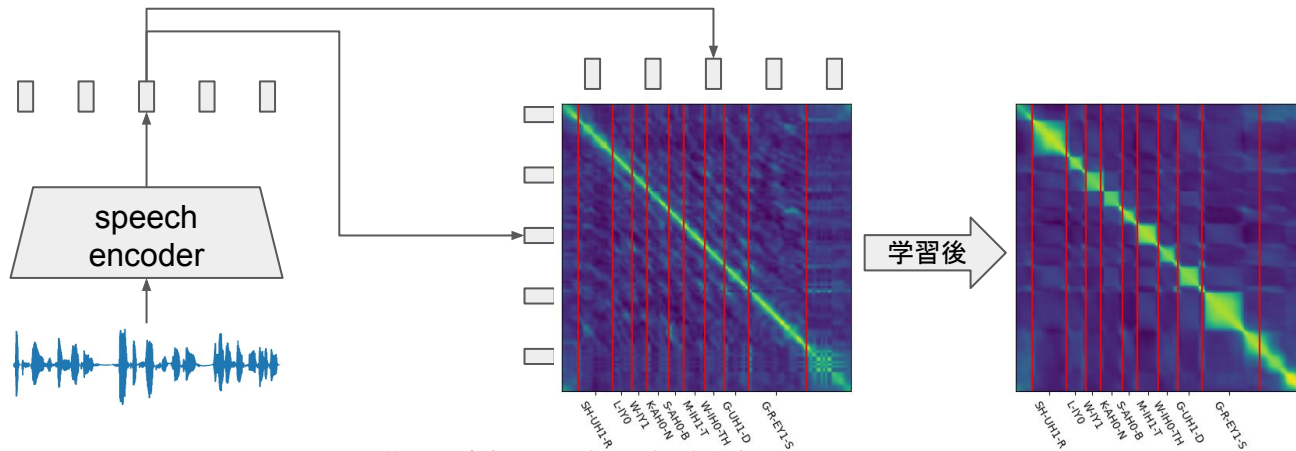 speech
encoder
学習後
SH-UH1-R
L-IY0
W-IY1
K-AH0-N
S-AH0-B
M-IH1-T
W-IH0-TH
G-UH1-D
G-R-EY1-S
SH-UH1-R
L-IY0
W-IY1
K-AH0-N
S-AH0-B
M-IH1-T
W-IH0-TH
G-UH1-D
G-R-EY1-S